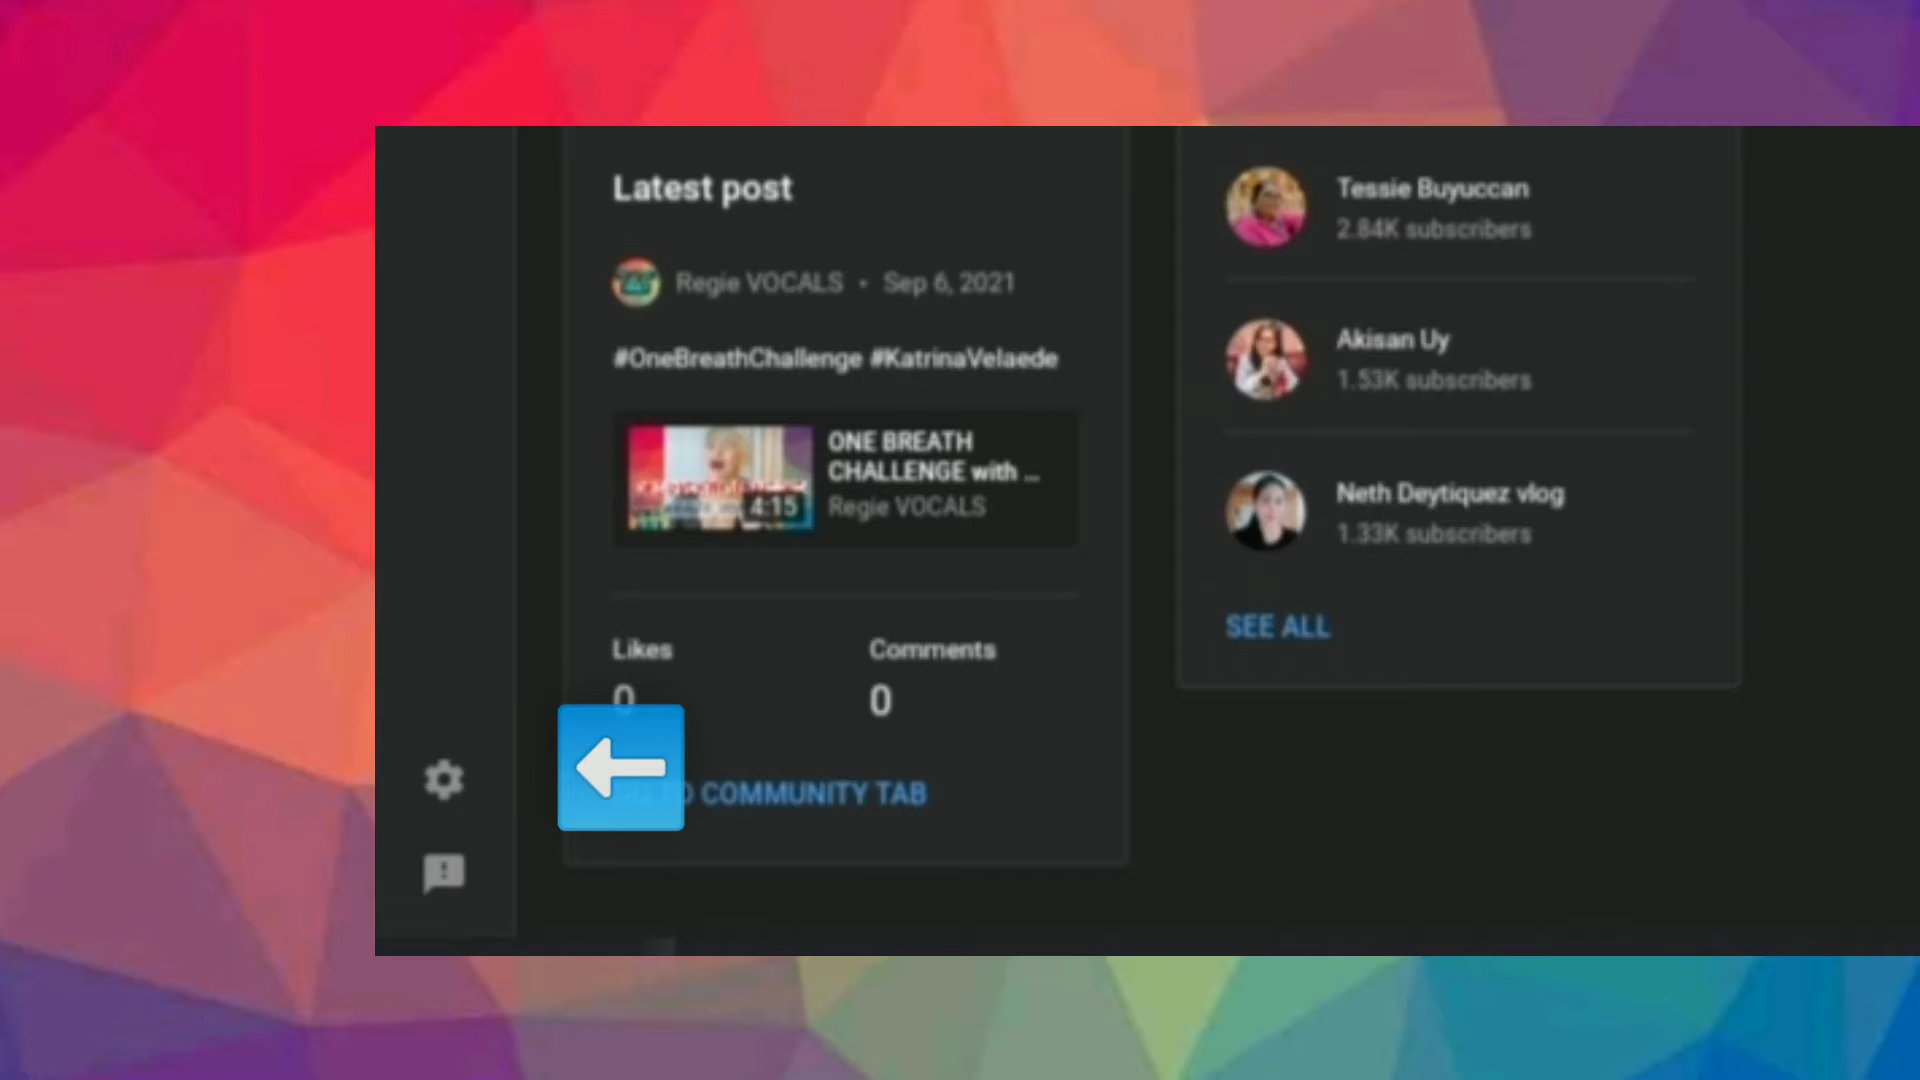 Latest post
Regie VOCALS • Sep 6, 2021
#OneBreathChallenge #KatrinaVelaede
4:15
ONE BREATH
CHALLENGE with ...
Regie VOCALS
Likes
Comments
0
0
COMMUNITY TAB
Tessie Buyuccan
2.84K subscribers
Akisan Uy
1.53K subscribers
Neth Deytiquez vlog
1.33K subscribers
SEE ALL